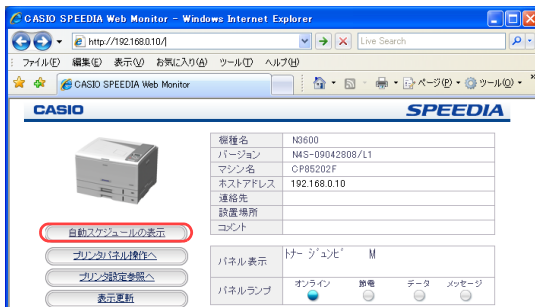 CASIO SPEEDIA Web Monitor - Windows Internet Explorer
http://192.168.0.10/
Live Search
ファイル(F) 編集(E) 表示(V) お気に入り(A) ツール(T) ヘルプ(H)
CASIO SPEEDIA Web Monitor
ページ(P) ツール(O) »
CASIO SPEEDIA
機種名 N3600
バージョン N4S-09042808/L1
マシン名 CP85202F
ホストアドレス 192.168.0.10
連絡先
設置場所
コメント
自動スケジュールの表示
プリンタパネル操作へ
プリンタ設定参照へ
表示更新
パネル表示 トナー ジュンビ M
パネルランプ オンライン 節電 データ メッセージ